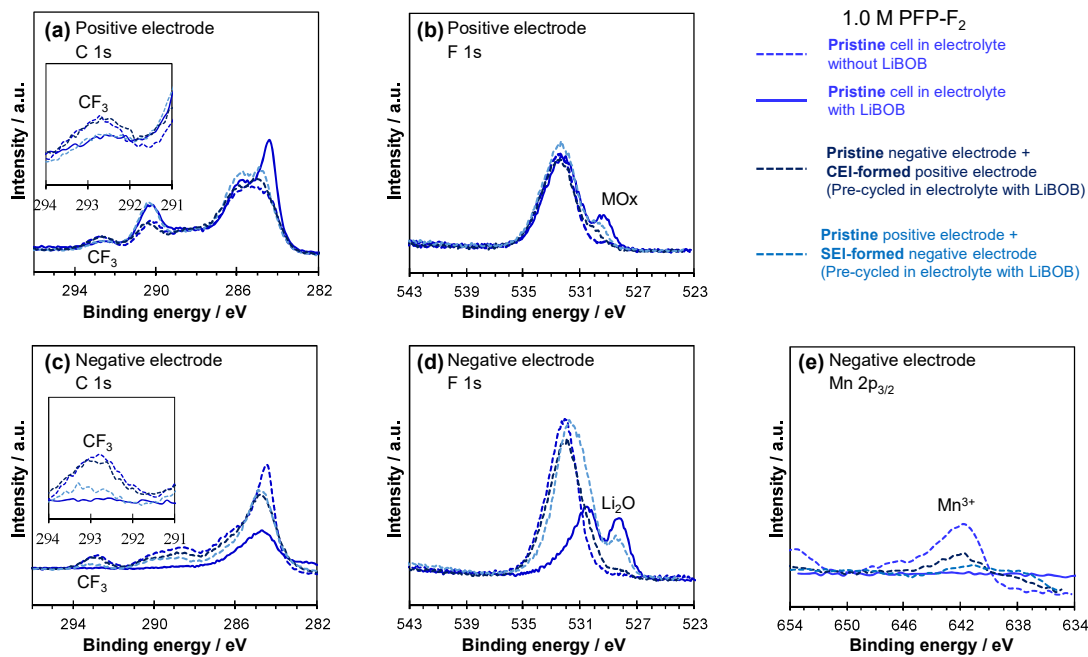 (a) Positive electrode
C 1s
CF3
294 293 292 291
CF3
Intensity / a.u.
294 290 286 282
Binding energy / eV
(b) Positive electrode
F 1s
MOx
Intensity / a.u.
543 539 535 531 527 523
Binding energy / eV
1.0 M PFP-F2
Pristine cell in electrolyte
without LiBOB
Pristine cell in electrolyte
with LiBOB
Pristine negative electrode +
CEI-formed positive electrode
(Pre-cycled in electrolyte with LiBOB)
Pristine positive electrode +
SEI-formed negative electrode
(Pre-cycled in electrolyte with LiBOB)
(c) Negative electrode
C 1s
CF3
294 293 292 291
CF3
Intensity / a.u.
294 290 286 282
Binding energy / eV
(d) Negative electrode
F 1s
Li2O
Intensity / a.u.
543 539 535 531 527 523
Binding energy / eV
(e) Negative electrode
Mn 2p3/2
Mn3+
Intensity / a.u.
654 650 646 642 638 634
Binding energy / eV